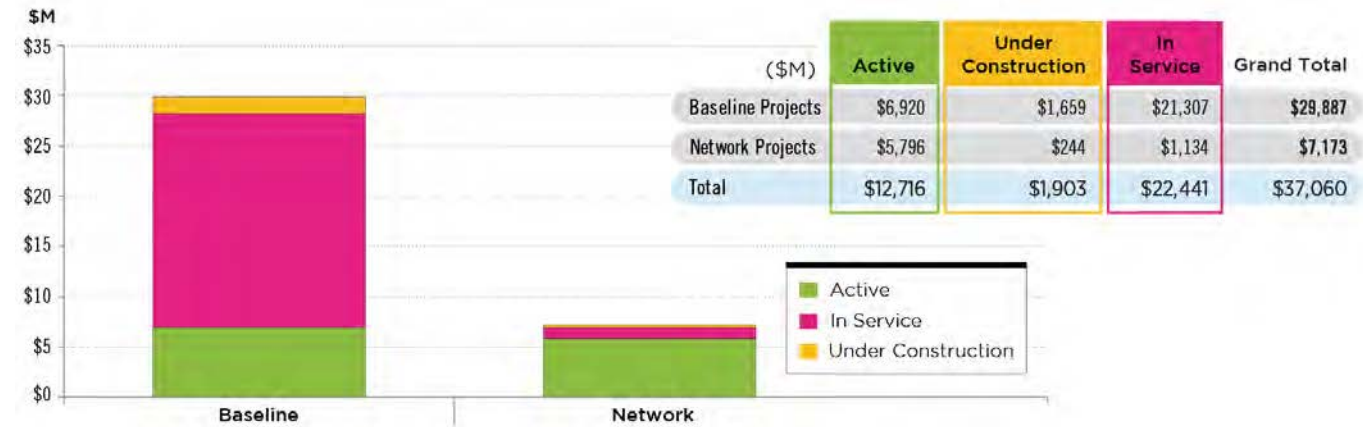 $M
$35
$30
$25
$20
$15
$10
$5
$0
Baseline
Network
($M) Active Under Construction In Service Grand Total
Baseline Projects $6,920 $1,659 $21,307 $29,887
Network Projects $5,796 $244 $1,134 $7,173
Total $12,716 $1,903 $22,441 $37,060
Active
In Service
Under Construction